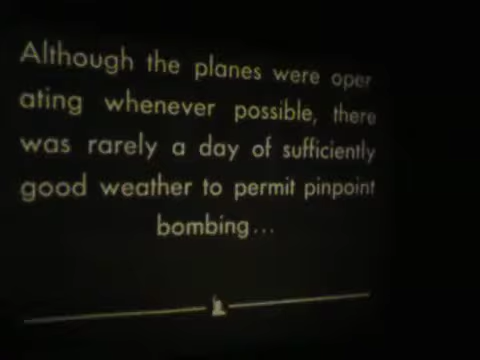 Although the planes were oper
ating whenever possible, there
was rarely a day of sufficiently
good weather to permit pinpoint
bombing...